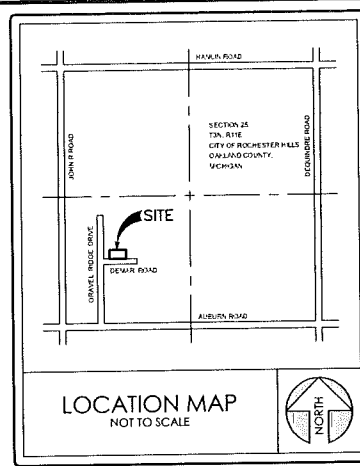 HAMLIN ROAD
JOHN R ROAD
SECTION 25
T3N, R11E
CITY OF ROCHESTER HILLS
OAKLAND COUNTY,
MICHIGAN
DEQUINDRE ROAD
SITE
GRAVEL RIDGE DRIVE
DEWAR ROAD
AUBURN ROAD
LOCATION MAP
NOT TO SCALE
NORTH